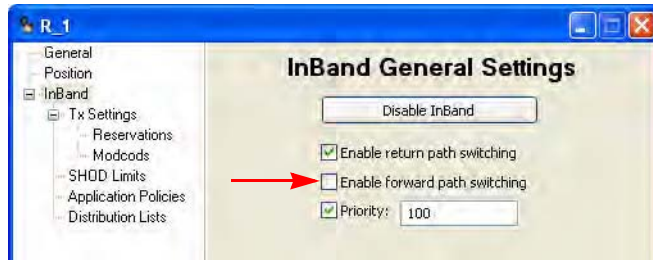 R_1
General
Position
InBand
Tx Settings
Reservations
Modcods
SHOD Limits
Application Policies
Distribution Lists
InBand General Settings
Disable InBand
Enable return path switching
Enable forward path switching
Priority: 100